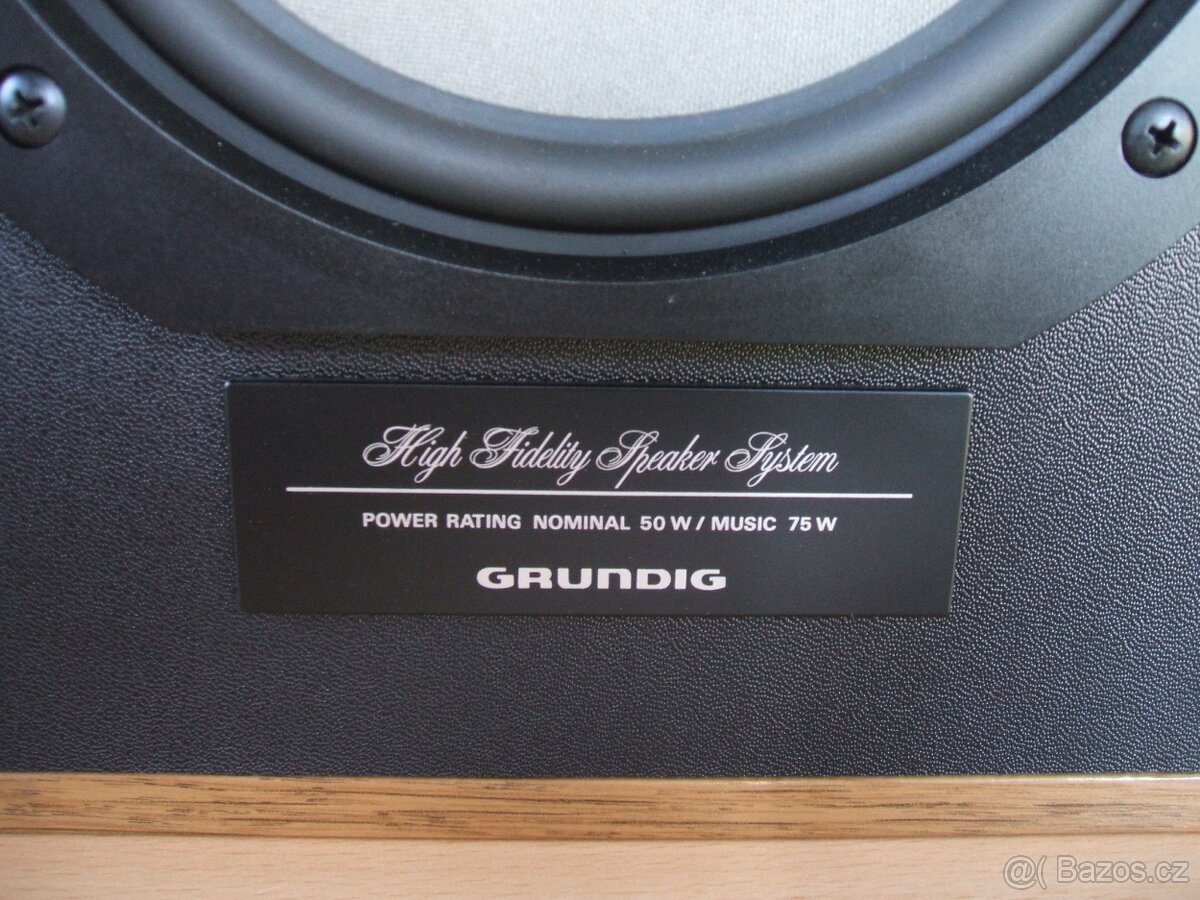 High Fidelity Speaker System
POWER RATING NOMINAL 50 W / MUSIC 75 W
GRUNDIG
@( Bazos.cz